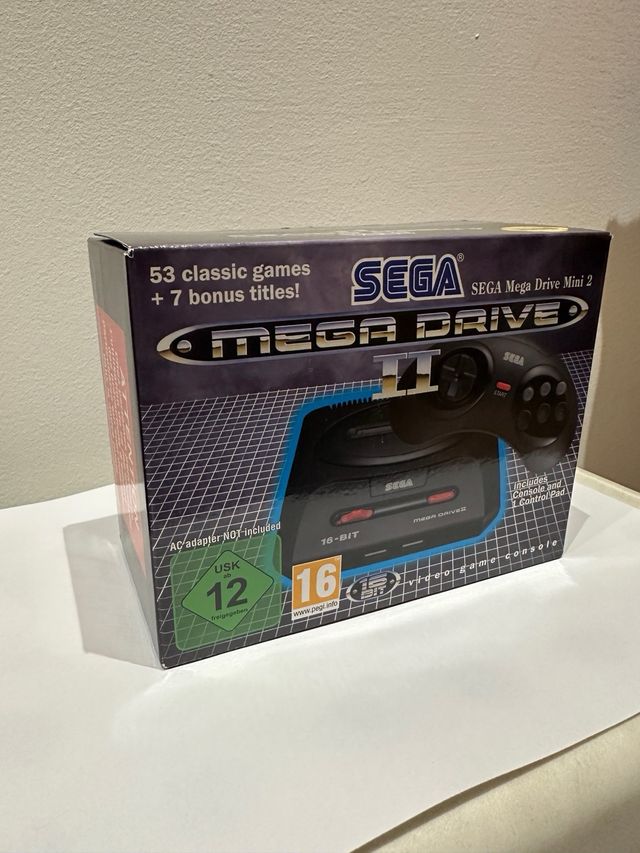 53 classic games
+ 7 bonus titles!
SEGA®
SEGA Mega Drive Mini 2
MEGA DRIVE
II
SEGA
START
SEGA
16-BIT
MEGA DRIVE II
includes
Console and
1 Control Pad
AC adapter NOT included
USK
ab
12
freigegeben
16
www.pegi.info
16
BIT
video game console